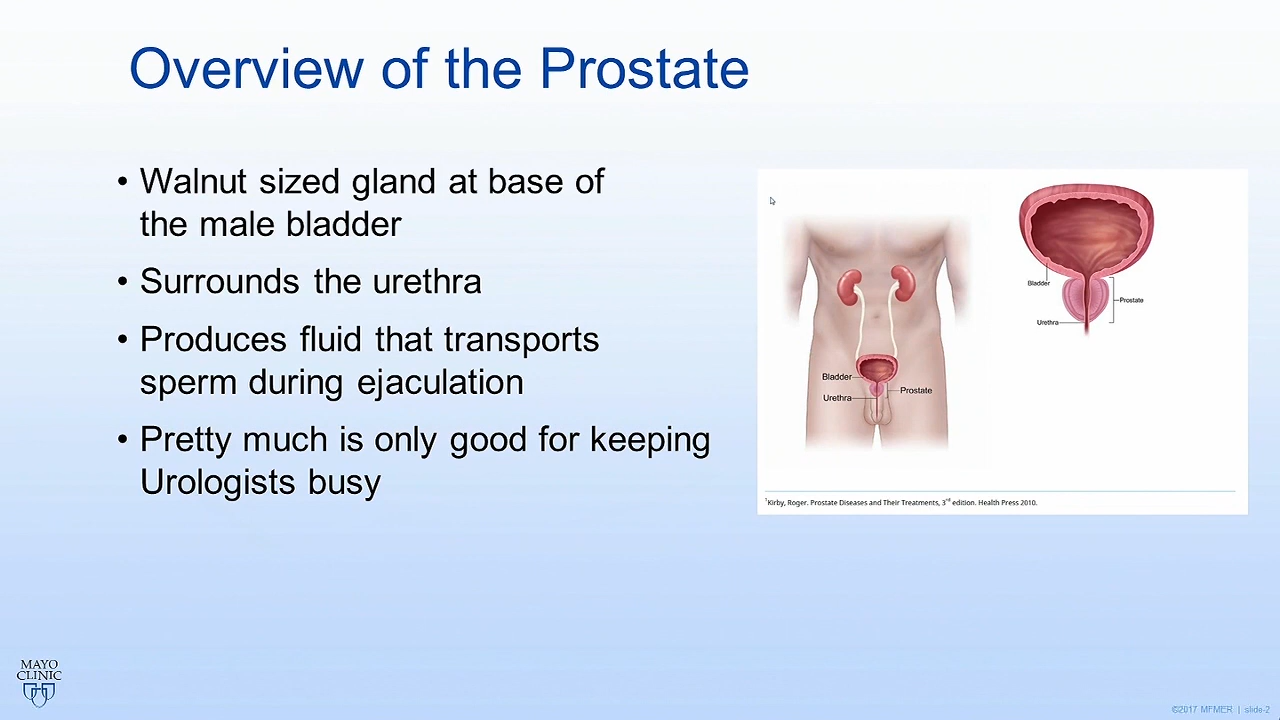 Overview of the Prostate
• Walnut sized gland at base of
the male bladder
• Surrounds the urethra
• Produces fluid that transports
sperm during ejaculation
• Pretty much is only good for keeping
Urologists busy
Bladder
Prostate
Urethra
Bladder
Prostate
Urethra
1Kirby, Roger. Prostate Diseases and Their Treatments, 3rd edition. Health Press 2010.
MAYO
CLINIC
©2017 MFMER | slide-2